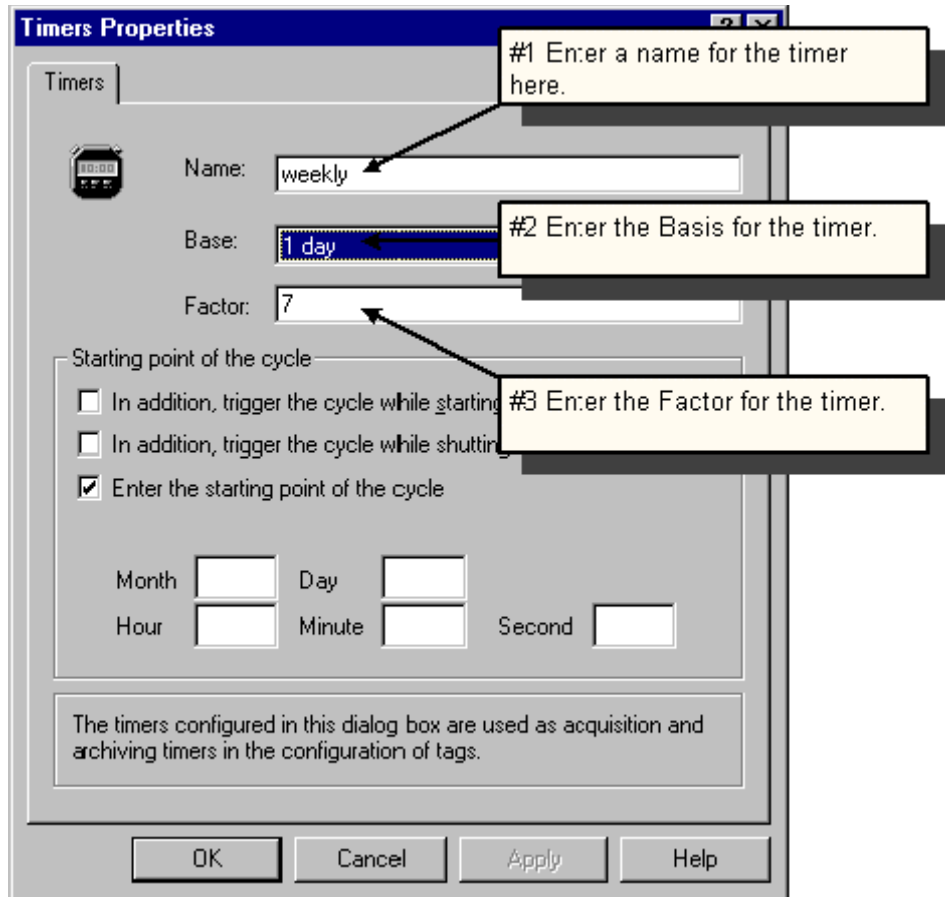 Timers Properties
#1 Enter a name for the timer
here.
Timers
Name:
weekly
#2 Enter the Basis for the timer.
Base:
1 day
Factor:
7
Starting point of the cycle
#3 Enter the Factor for the timer.
In addition, trigger the cycle while starting
In addition, trigger the cycle while shutting
Enter the starting point of the cycle
Month
Day
Hour
Minute
Second
The timers configured in this dialog box are used as acquisition and
archiving timers in the configuration of tags.
OK
Cancel
Apply
Help